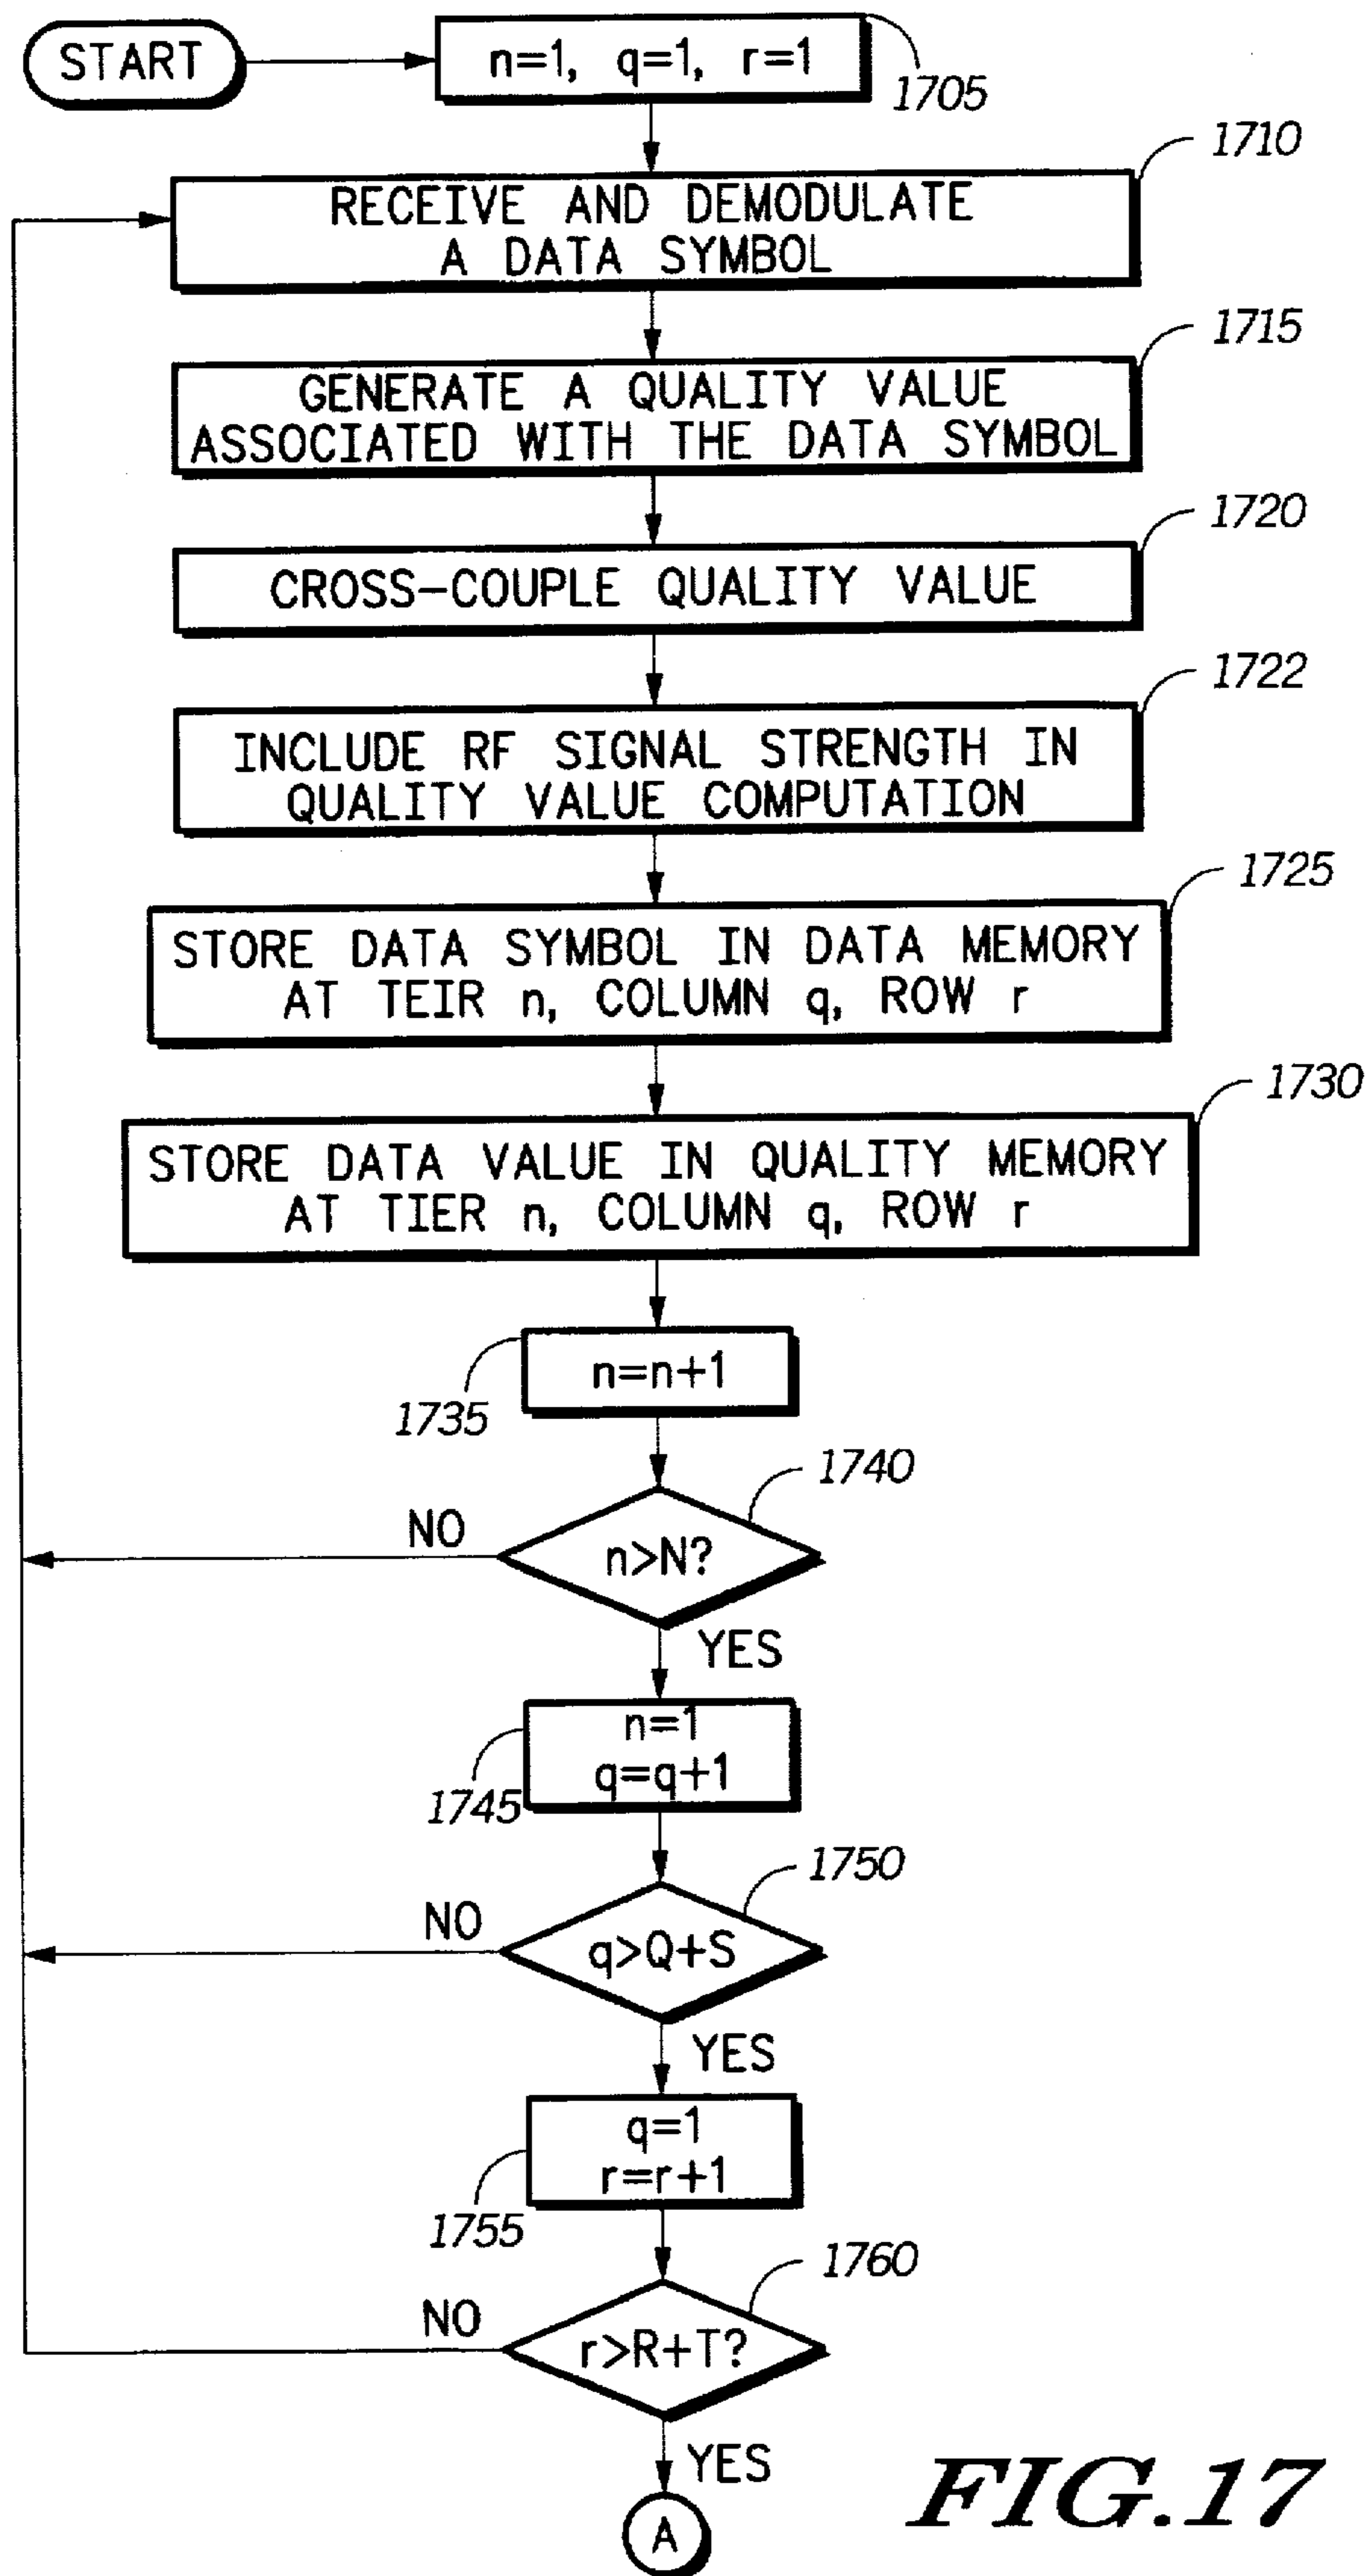 START
n=1, q=1, r=1
1705
1710
RECEIVE AND DEMODULATE
A DATA SYMBOL
1715
GENERATE A QUALITY VALUE
ASSOCIATED WITH THE DATA SYMBOL
1720
CROSS-COUPLE QUALITY VALUE
1722
INCLUDE RF SIGNAL STRENGTH IN
QUALITY VALUE COMPUTATION
1725
STORE DATA SYMBOL IN DATA MEMORY
AT TEIR n, COLUMN q, ROW r
1730
STORE DATA VALUE IN QUALITY MEMORY
AT TIER n, COLUMN q, ROW r
n=n+1
1735
1740
NO
n>N?
YES
n=1
q=q+1
1745
1750
NO
q>Q+S
YES
q=1
r=r+1
1755
1760
NO
r>R+T?
YES
A
FIG.17